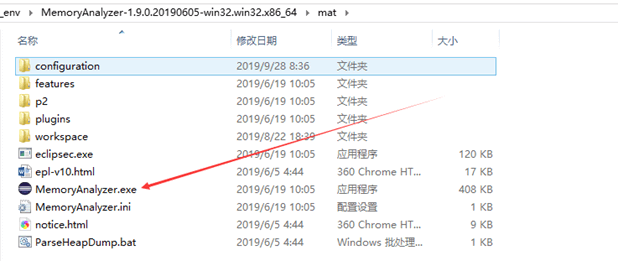 _env › MemoryAnalyzer-1.9.0.20190605-win32.win32.x86_64 › mat ›
名称 修改日期 类型 大小
configuration 2019/9/28 8:36 文件夹
features 2019/6/19 10:05 文件夹
p2 2019/6/19 10:05 文件夹
plugins 2019/6/19 10:05 文件夹
workspace 2019/8/22 18:39 文件夹
eclipsec.exe 2019/6/19 10:05 应用程序 120 KB
epl-v10.html 2019/6/5 4:44 360 Chrome HT... 17 KB
MemoryAnalyzer.exe 2019/6/19 10:05 应用程序 408 KB
MemoryAnalyzer.ini 2019/6/19 10:05 配置设置 1 KB
notice.html 2019/6/5 4:44 360 Chrome HT... 9 KB
ParseHeapDump.bat 2019/6/5 4:44 Windows 批处理... 1 KB